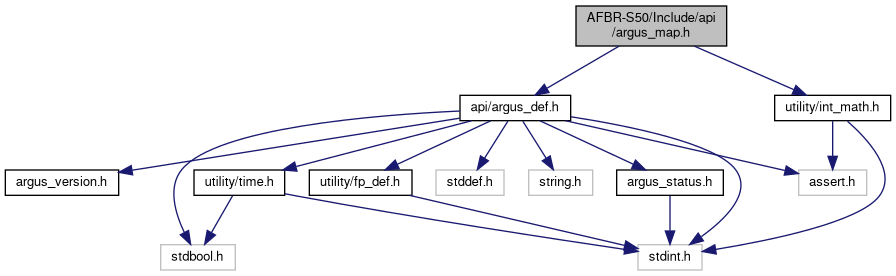 AFBR-S50/Include/api
/argus_map.h
api/argus_def.h
utility/int_math.h
argus_version.h
utility/time.h
utility/fp_def.h
stddef.h
string.h
argus_status.h
assert.h
stdbool.h
stdint.h